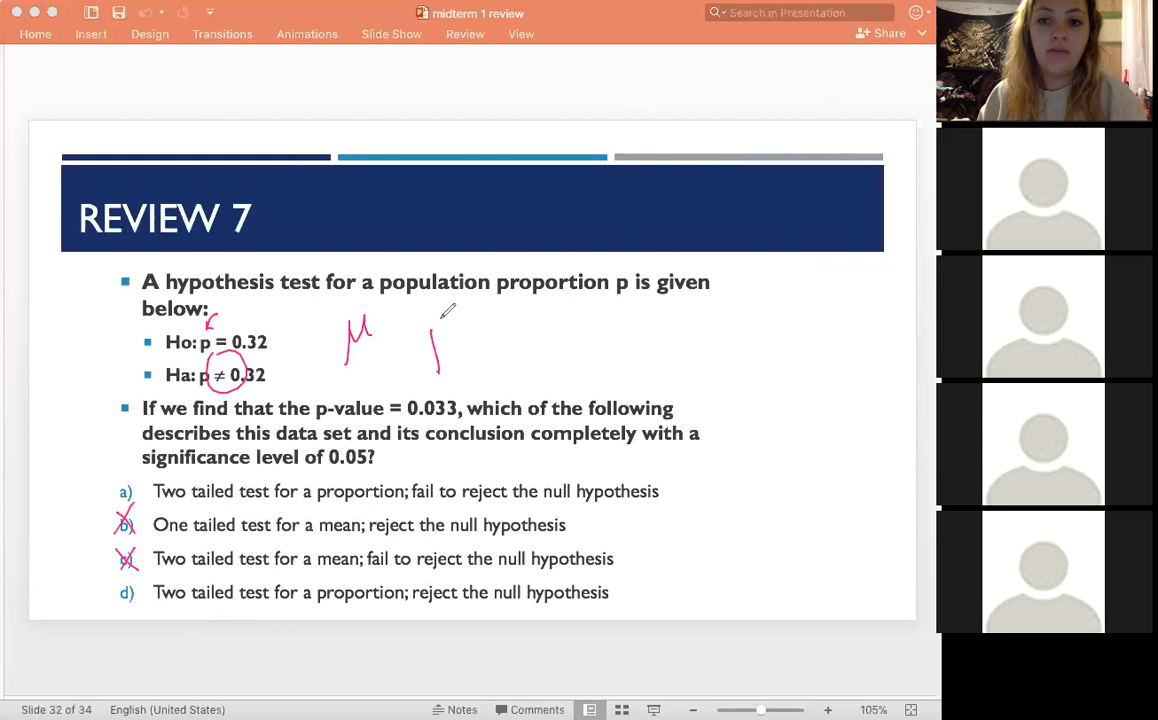 midterm 1 review
Search in Presentation
Home Insert Design Transitions Animations Slide Show Review View
Share
REVIEW 7
A hypothesis test for a population proportion p is given
below:
Ho: p = 0.32
μ
Ha: p ≠ 0.32
If we find that the p-value = 0.033, which of the following
describes this data set and its conclusion completely with a
significance level of 0.05?
a) Two tailed test for a proportion; fail to reject the null hypothesis
b) One tailed test for a mean; reject the null hypothesis
c) Two tailed test for a mean; fail to reject the null hypothesis
d) Two tailed test for a proportion; reject the null hypothesis
Slide 32 of 34 English (United States) Notes Comments 105%